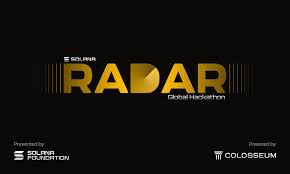 SOLANA
RADAR
Global Hackathon
Presented by
SOLANA
FOUNDATION
Powered by
COLOSSEUM